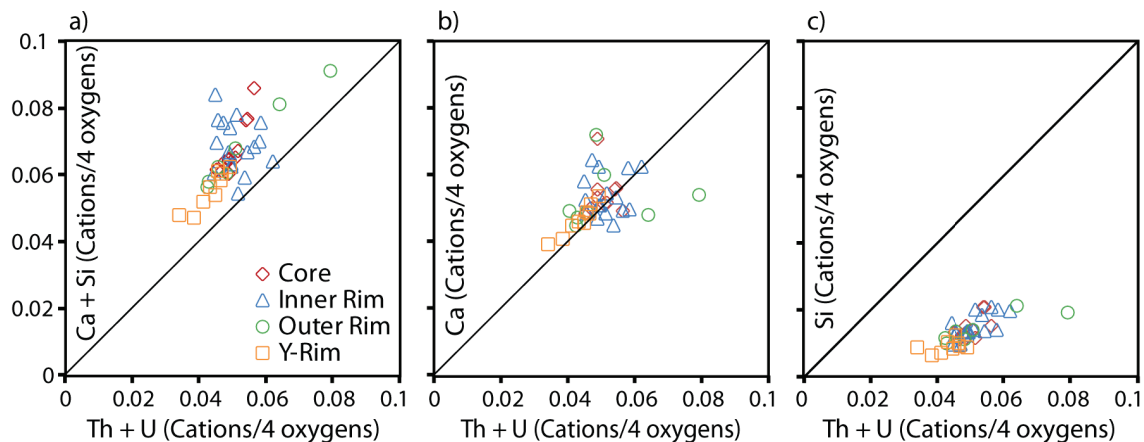 a)
Ca + Si (Cations/4 oxygens)
0.1
0.08
0.06
0.04
0.02
0
0
0.02
0.04
0.06
0.08
0.1
Th + U (Cations/4 oxygens)
Core
Inner Rim
Outer Rim
Y-Rim
b)
Ca (Cations/4 oxygens)
0
0.02
0.04
0.06
0.08
0.1
Th + U (Cations/4 oxygens)
c)
Si (Cations/4 oxygens)
0
0.02
0.04
0.06
0.08
0.1
Th + U (Cations/4 oxygens)